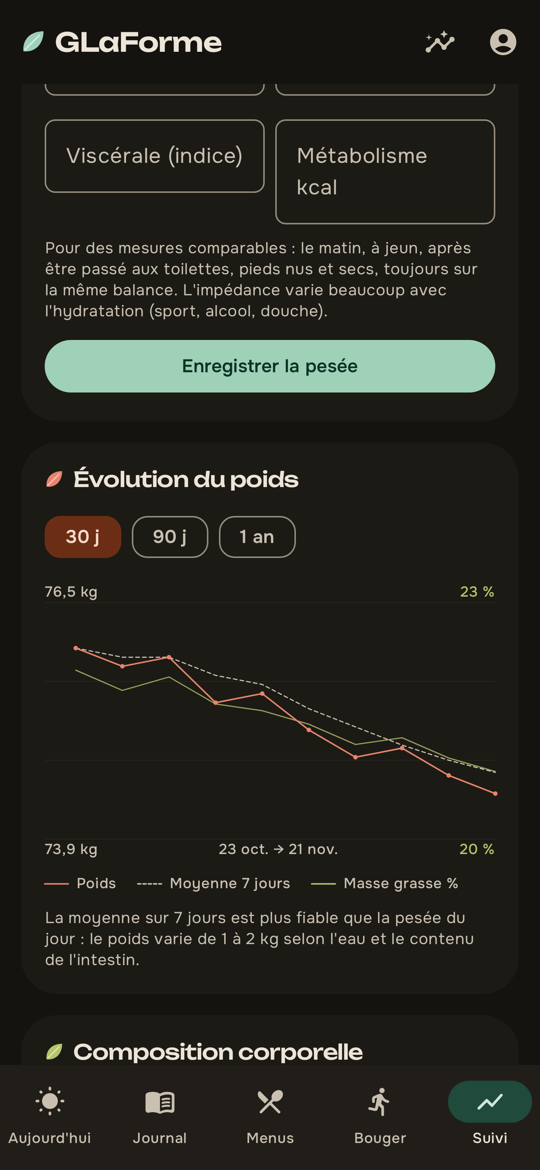 GLaForme
Viscérale (indice)
Métabolisme
kcal
Pour des mesures comparables : le matin, à jeun, après
être passé aux toilettes, pieds nus et secs, toujours sur
la même balance. L'impédance varie beaucoup avec
l'hydratation (sport, alcool, douche).
Enregistrer la pesée
Évolution du poids
30 j
90 j
1 an
76,5 kg
23 %
73,9 kg
23 oct. → 21 nov.
20 %
Poids
Moyenne 7 jours
Masse grasse %
La moyenne sur 7 jours est plus fiable que la pesée du
jour : le poids varie de 1 à 2 kg selon l'eau et le contenu
de l'intestin.
Composition corporelle
Aujourd'hui
Journal
Menus
Bouger
Suivi